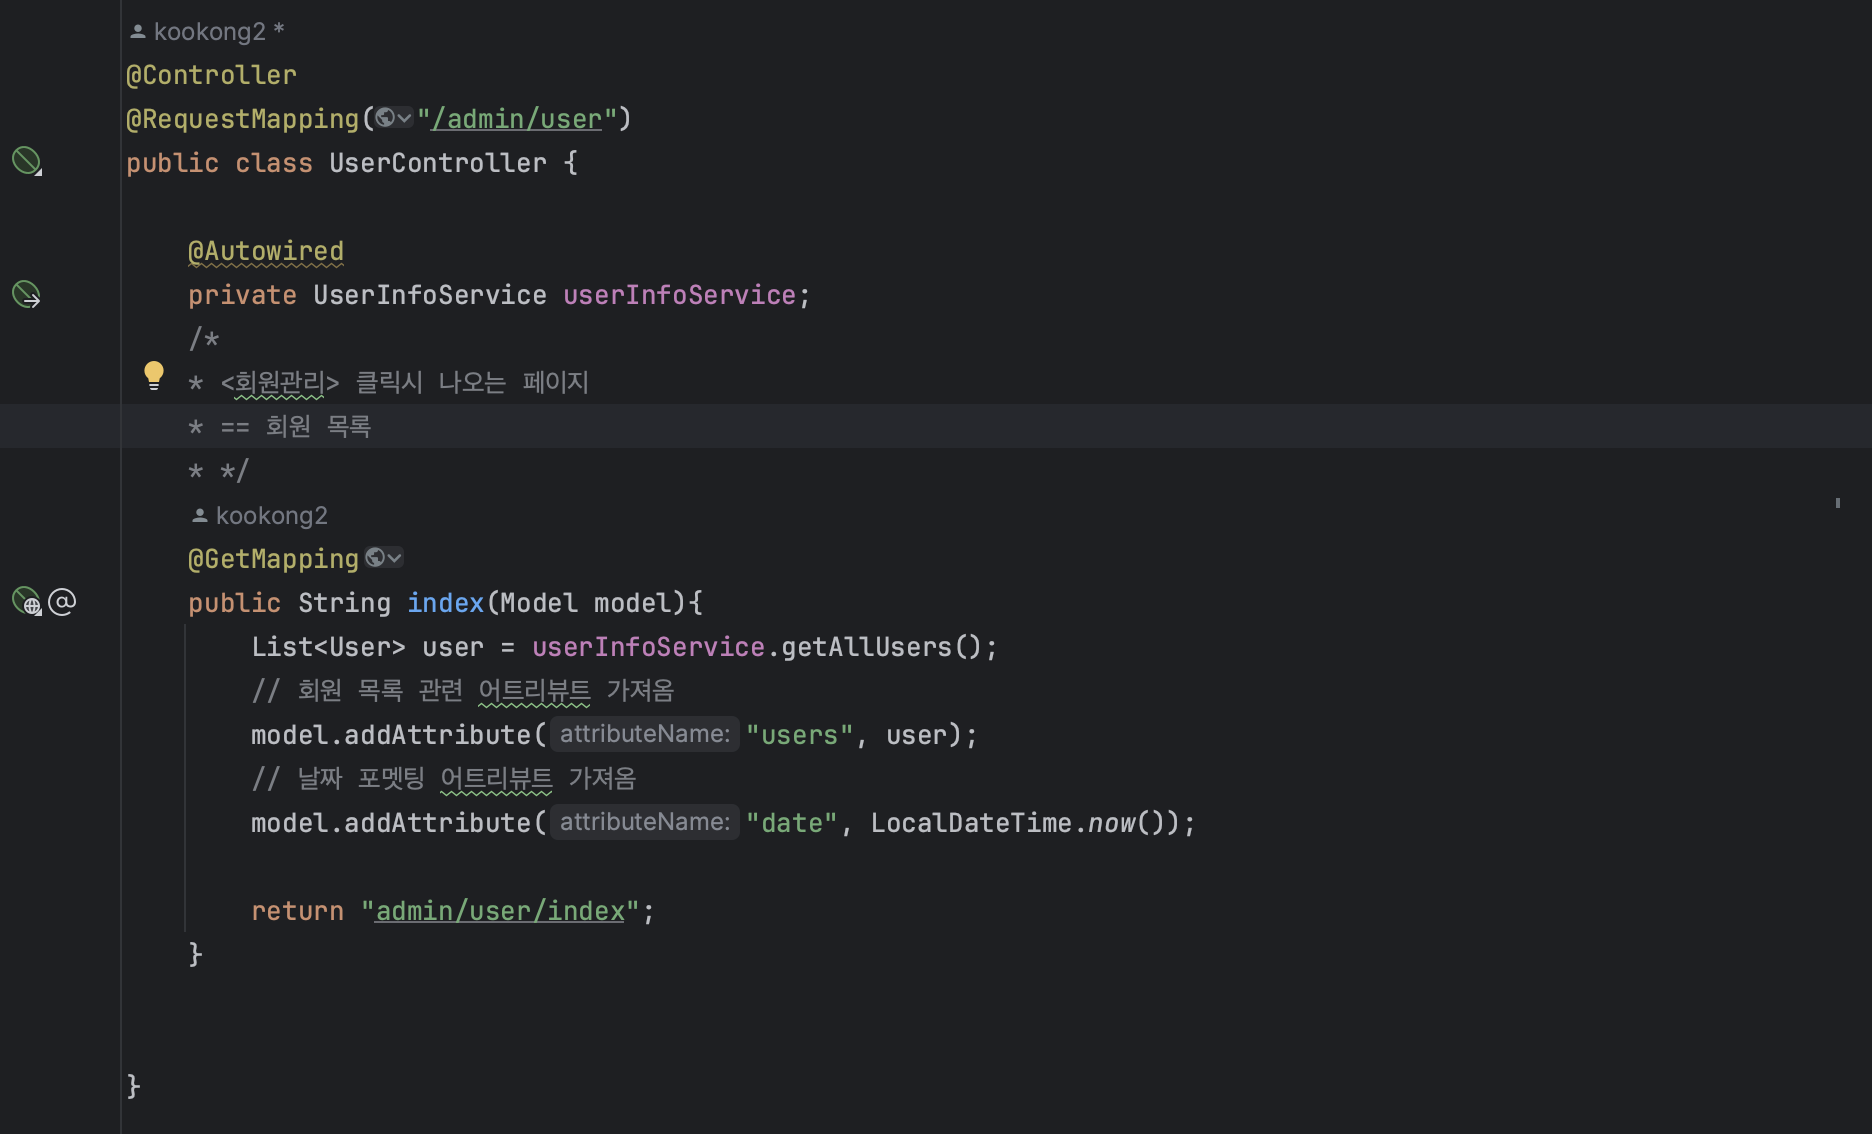 kookong2 *
@Controller
@RequestMapping("/admin/user")
public class UserController {
@Autowired
private UserInfoService userInfoService;
/*
* <회원관리> 클릭시 나오는 페이지
* == 회원 목록
* */
kookong2
@GetMapping
public String index(Model model){
List<User> user = userInfoService.getAllUsers();
// 회원 목록 관련 어트리뷰트 가져옴
model.addAttribute( attributeName: "users", user);
// 날짜 포멧팅 어트리뷰트 가져옴
model.addAttribute( attributeName: "date", LocalDateTime.now());
return "admin/user/index";
}
}